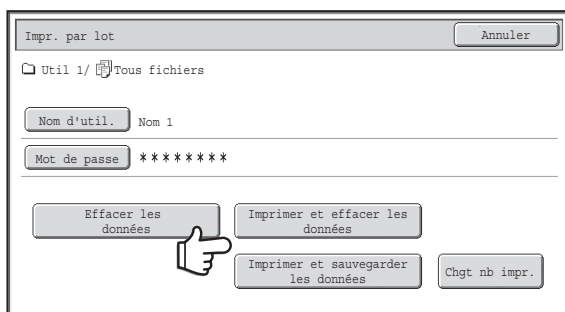 Impr. par lot
Annuler
Util 1/ Tous fichiers
Nom d'util.
Nom 1
Mot de passe
********
Effacer les
données
Imprimer et effacer les
données
Imprimer et sauvegarder
les données
Chgt nb impr.